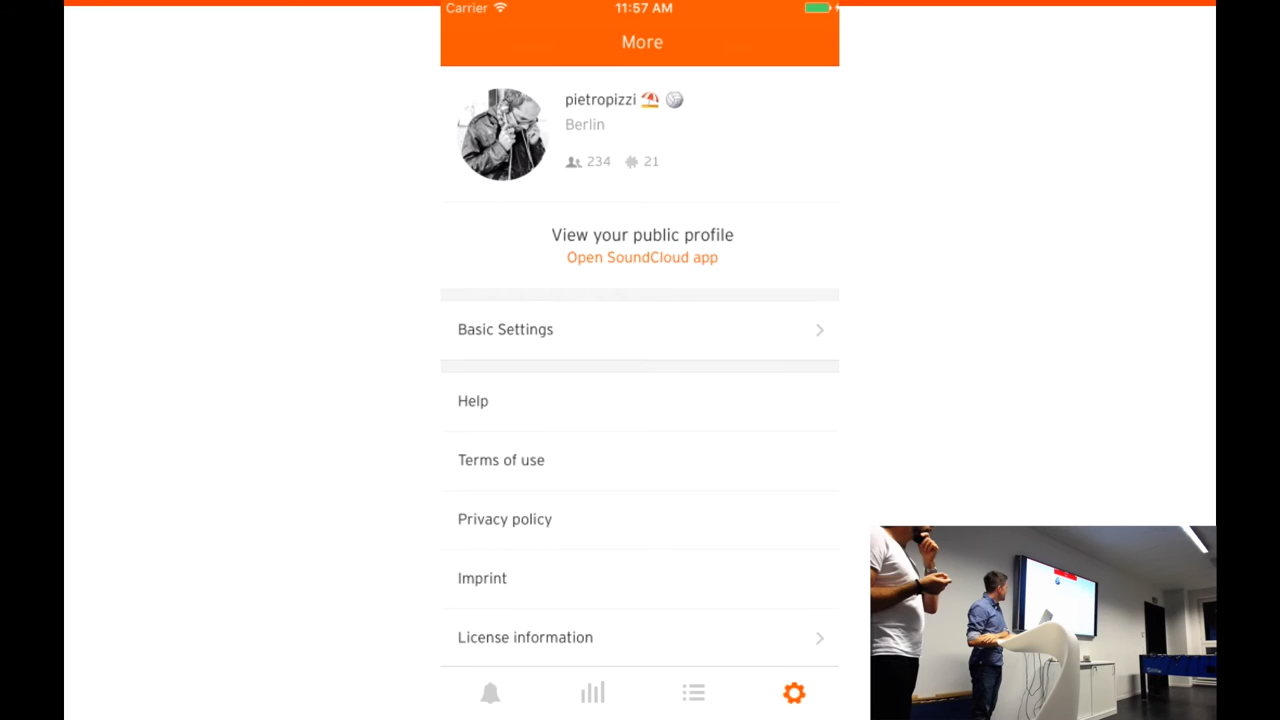 Carrier 11:57 AM
More
pietropizzi
Berlin
234 21
View your public profile
Open SoundCloud app
Basic Settings
Help
Terms of use
Privacy policy
Imprint
License information